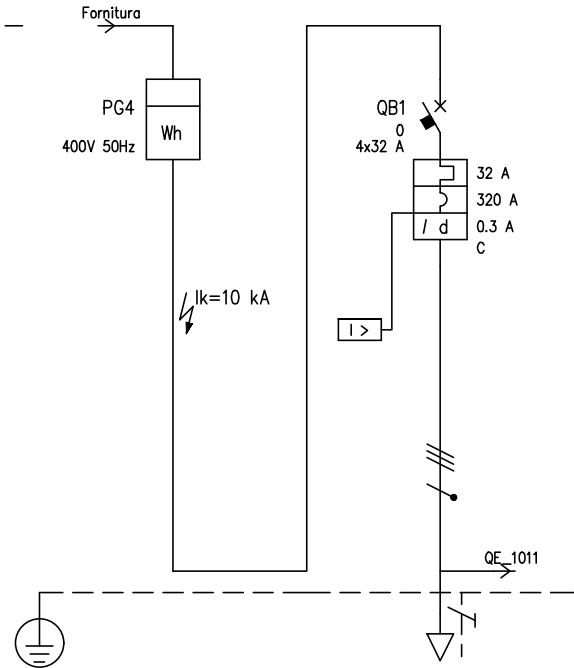 Fornitura
PG4
Wh
400V 50Hz
Ik=10 kA
QB1
0
4x32 A
32 A
320 A
I d
0.3 A
C
I >
QE_1011